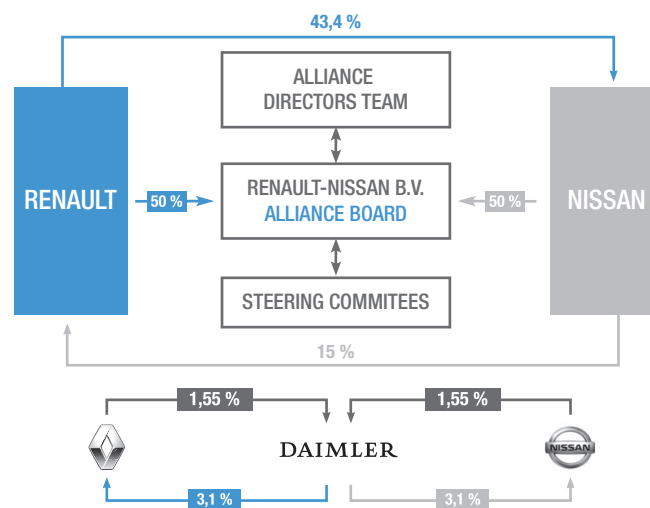 43,4 %
ALLIANCE
DIRECTORS TEAM
RENAULT
50 %
RENAULT-NISSAN B.V.
ALLIANCE BOARD
50 %
NISSAN
STEERING COMMITEES
15 %
1,55 %
1,55 %
DAIMLER
NISSAN
3,1 %
3,1 %